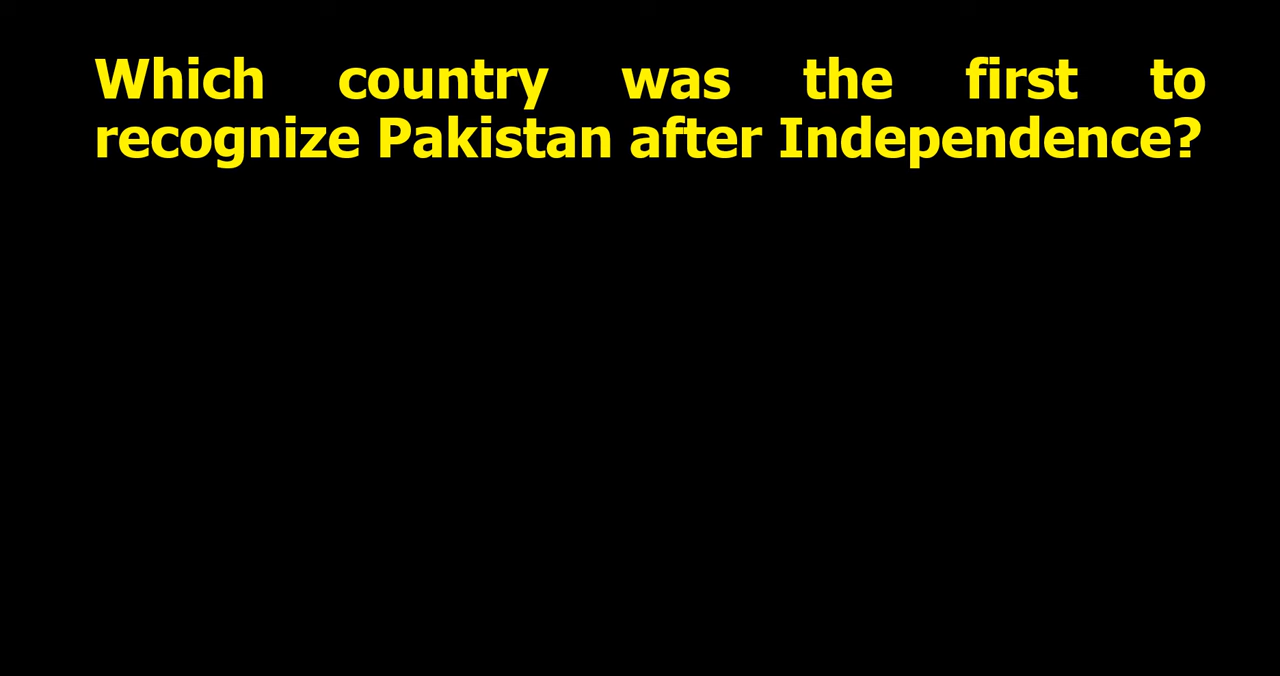 Which country was the first to
recognize Pakistan after Independence?